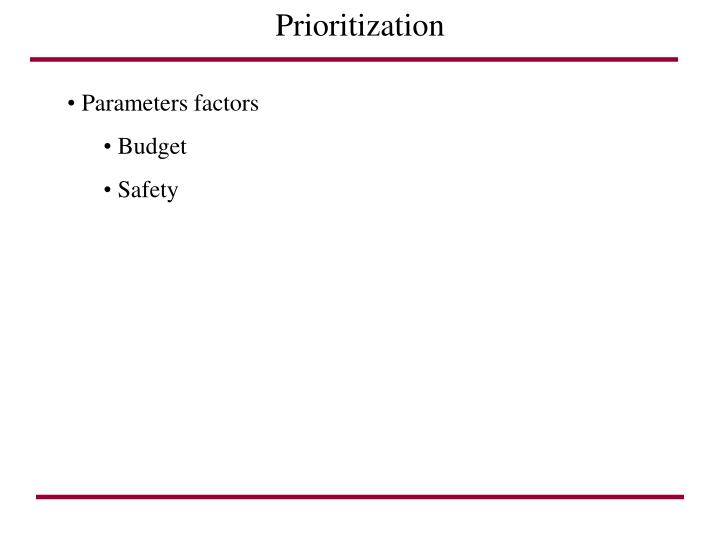 Prioritization
• Parameters factors
• Budget
• Safety